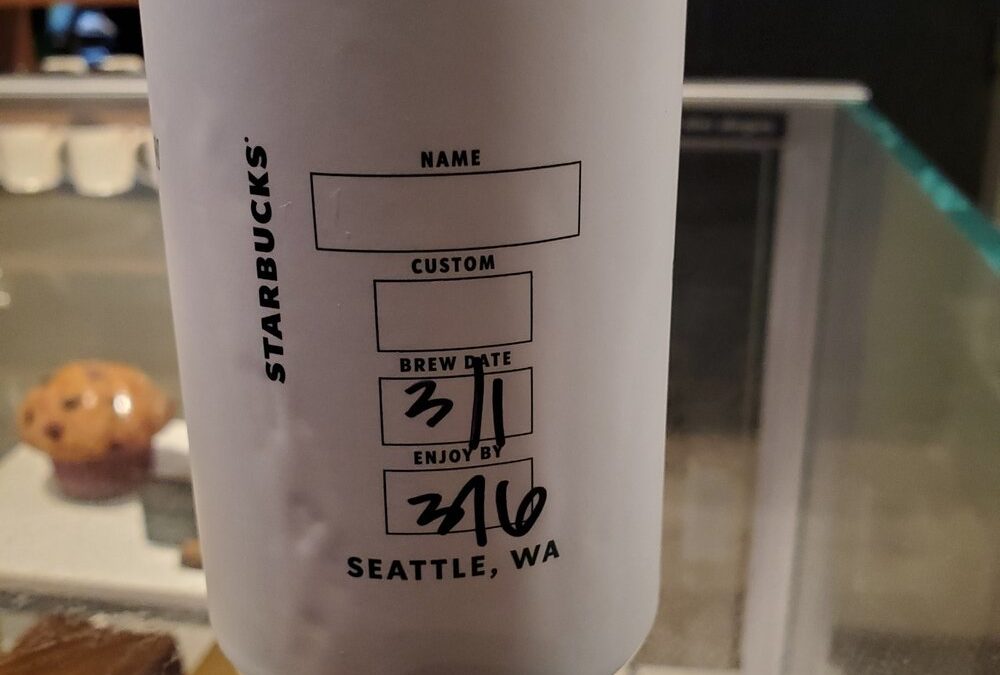 STARBUCKS
NAME
CUSTOM
BREW DATE
3/1
ENJOY BY
3/6
SEATTLE, WA